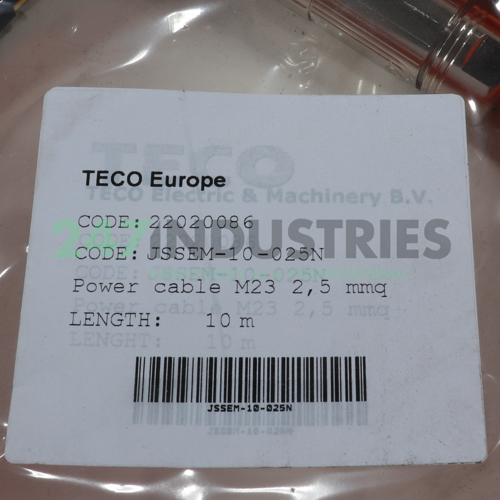 TECO
TECO Europe
TECO Electric & Machinery B.V.
CODE: 22020086
247 INDUSTRIES
CODE: JSSEM-10-025N
CODE: JSSEM-10-025N
Power cable M23 2,5 mmq
Power cable M23 2,5 mmq
LENGTH: 10 m
LENGHT: 10 m
JSSEM-10-025N
JSSEM-10-025N